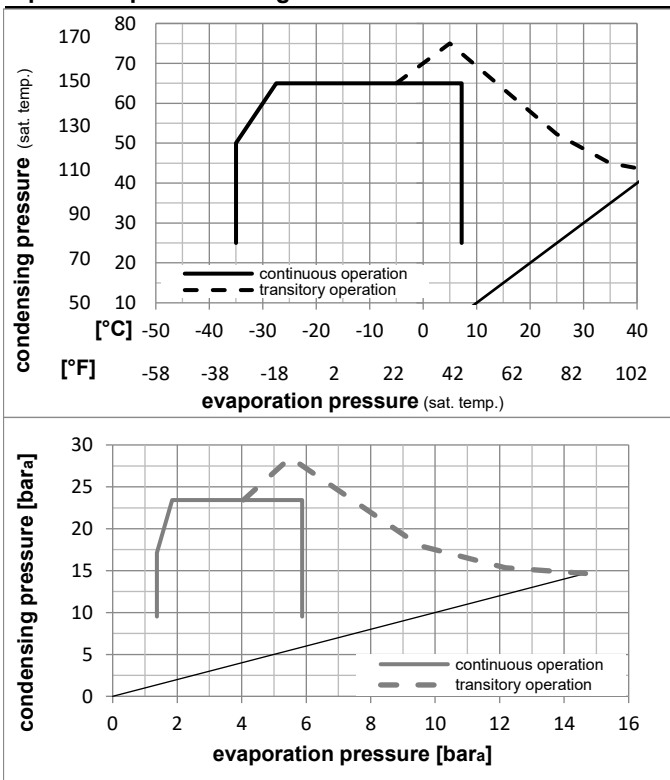 170 80
70
150
60
130
50
110
40
90
30
70
20
50 10
condensing pressure (sat. temp.)
continuous operation
transitory operation
[°C] -50 -40 -30 -20 -10 0 10 20 30 40
[°F] -58 -38 -18 2 22 42 62 82 102
evaporation pressure (sat. temp.)
30
25
20
15
10
5
0
condensing pressure [bara]
continuous operation
transitory operation
0 2 4 6 8 10 12 14 16
evaporation pressure [bara]